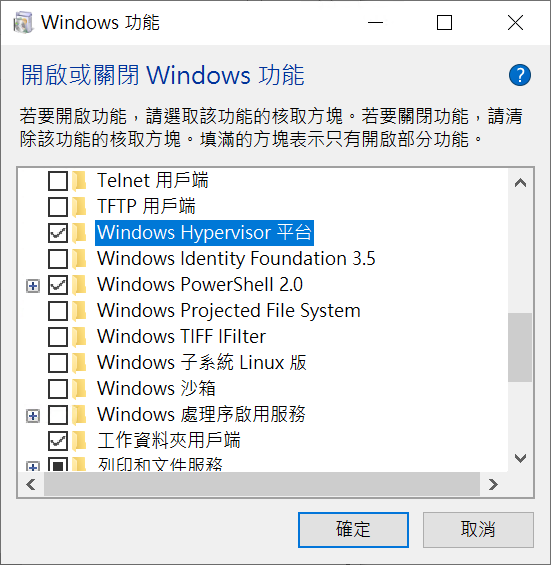 Windows 功能
開啟或關閉 Windows 功能
若要開啟功能，請選取該功能的核取方塊。若要關閉功能，請清
除該功能的核取方塊。填滿的方塊表示只有開啟部分功能。
Telnet 用戶端
TFTP 用戶端
Windows Hypervisor 平台
Windows Identity Foundation 3.5
Windows PowerShell 2.0
Windows Projected File System
Windows TIFF IFilter
Windows 子系統 Linux 版
Windows 沙箱
Windows 處理序啟用服務
工作資料夾用戶端
列印和文件服務
確定
取消